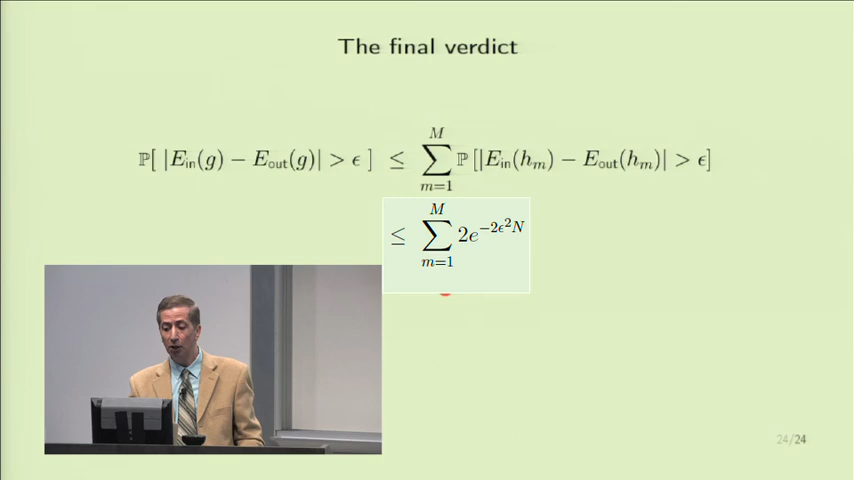 The final verdict
ℙ[ |E_in(g) − E_out(g)| > ϵ ] ≤ ∑_{m=1}^{M} ℙ [|E_in(h_m) − E_out(h_m)| > ϵ]
≤ ∑_{m=1}^{M} 2e^{−2ϵ²N}
24/24